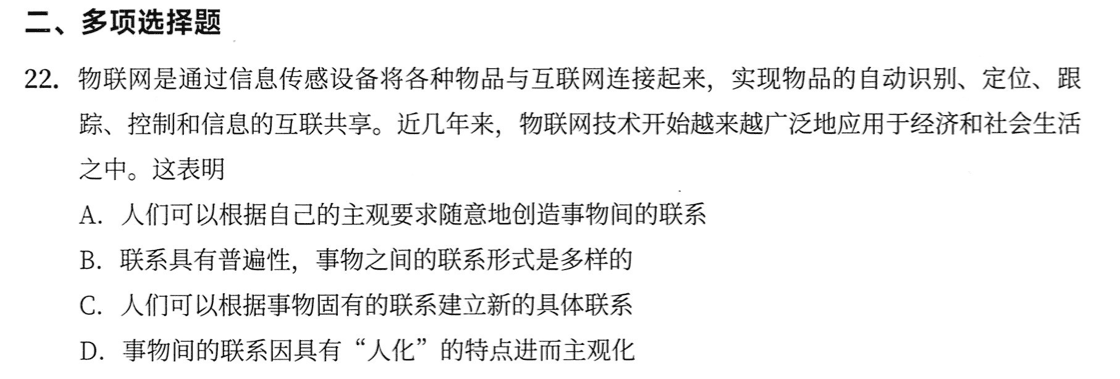 二、多项选择题
22. 物联网是通过信息传感设备将各种物品与互联网连接起来，实现物品的自动识别、定位、跟
踪、控制和信息的互联共享。近几年来，物联网技术开始越来越广泛地应用于经济和社会生活
之中。这表明
A. 人们可以根据自己的主观要求随意地创造事物间的联系
B. 联系具有普遍性，事物之间的联系形式是多样的
C. 人们可以根据事物固有的联系建立新的具体联系
D. 事物间的联系因具有“人化”的特点进而主观化